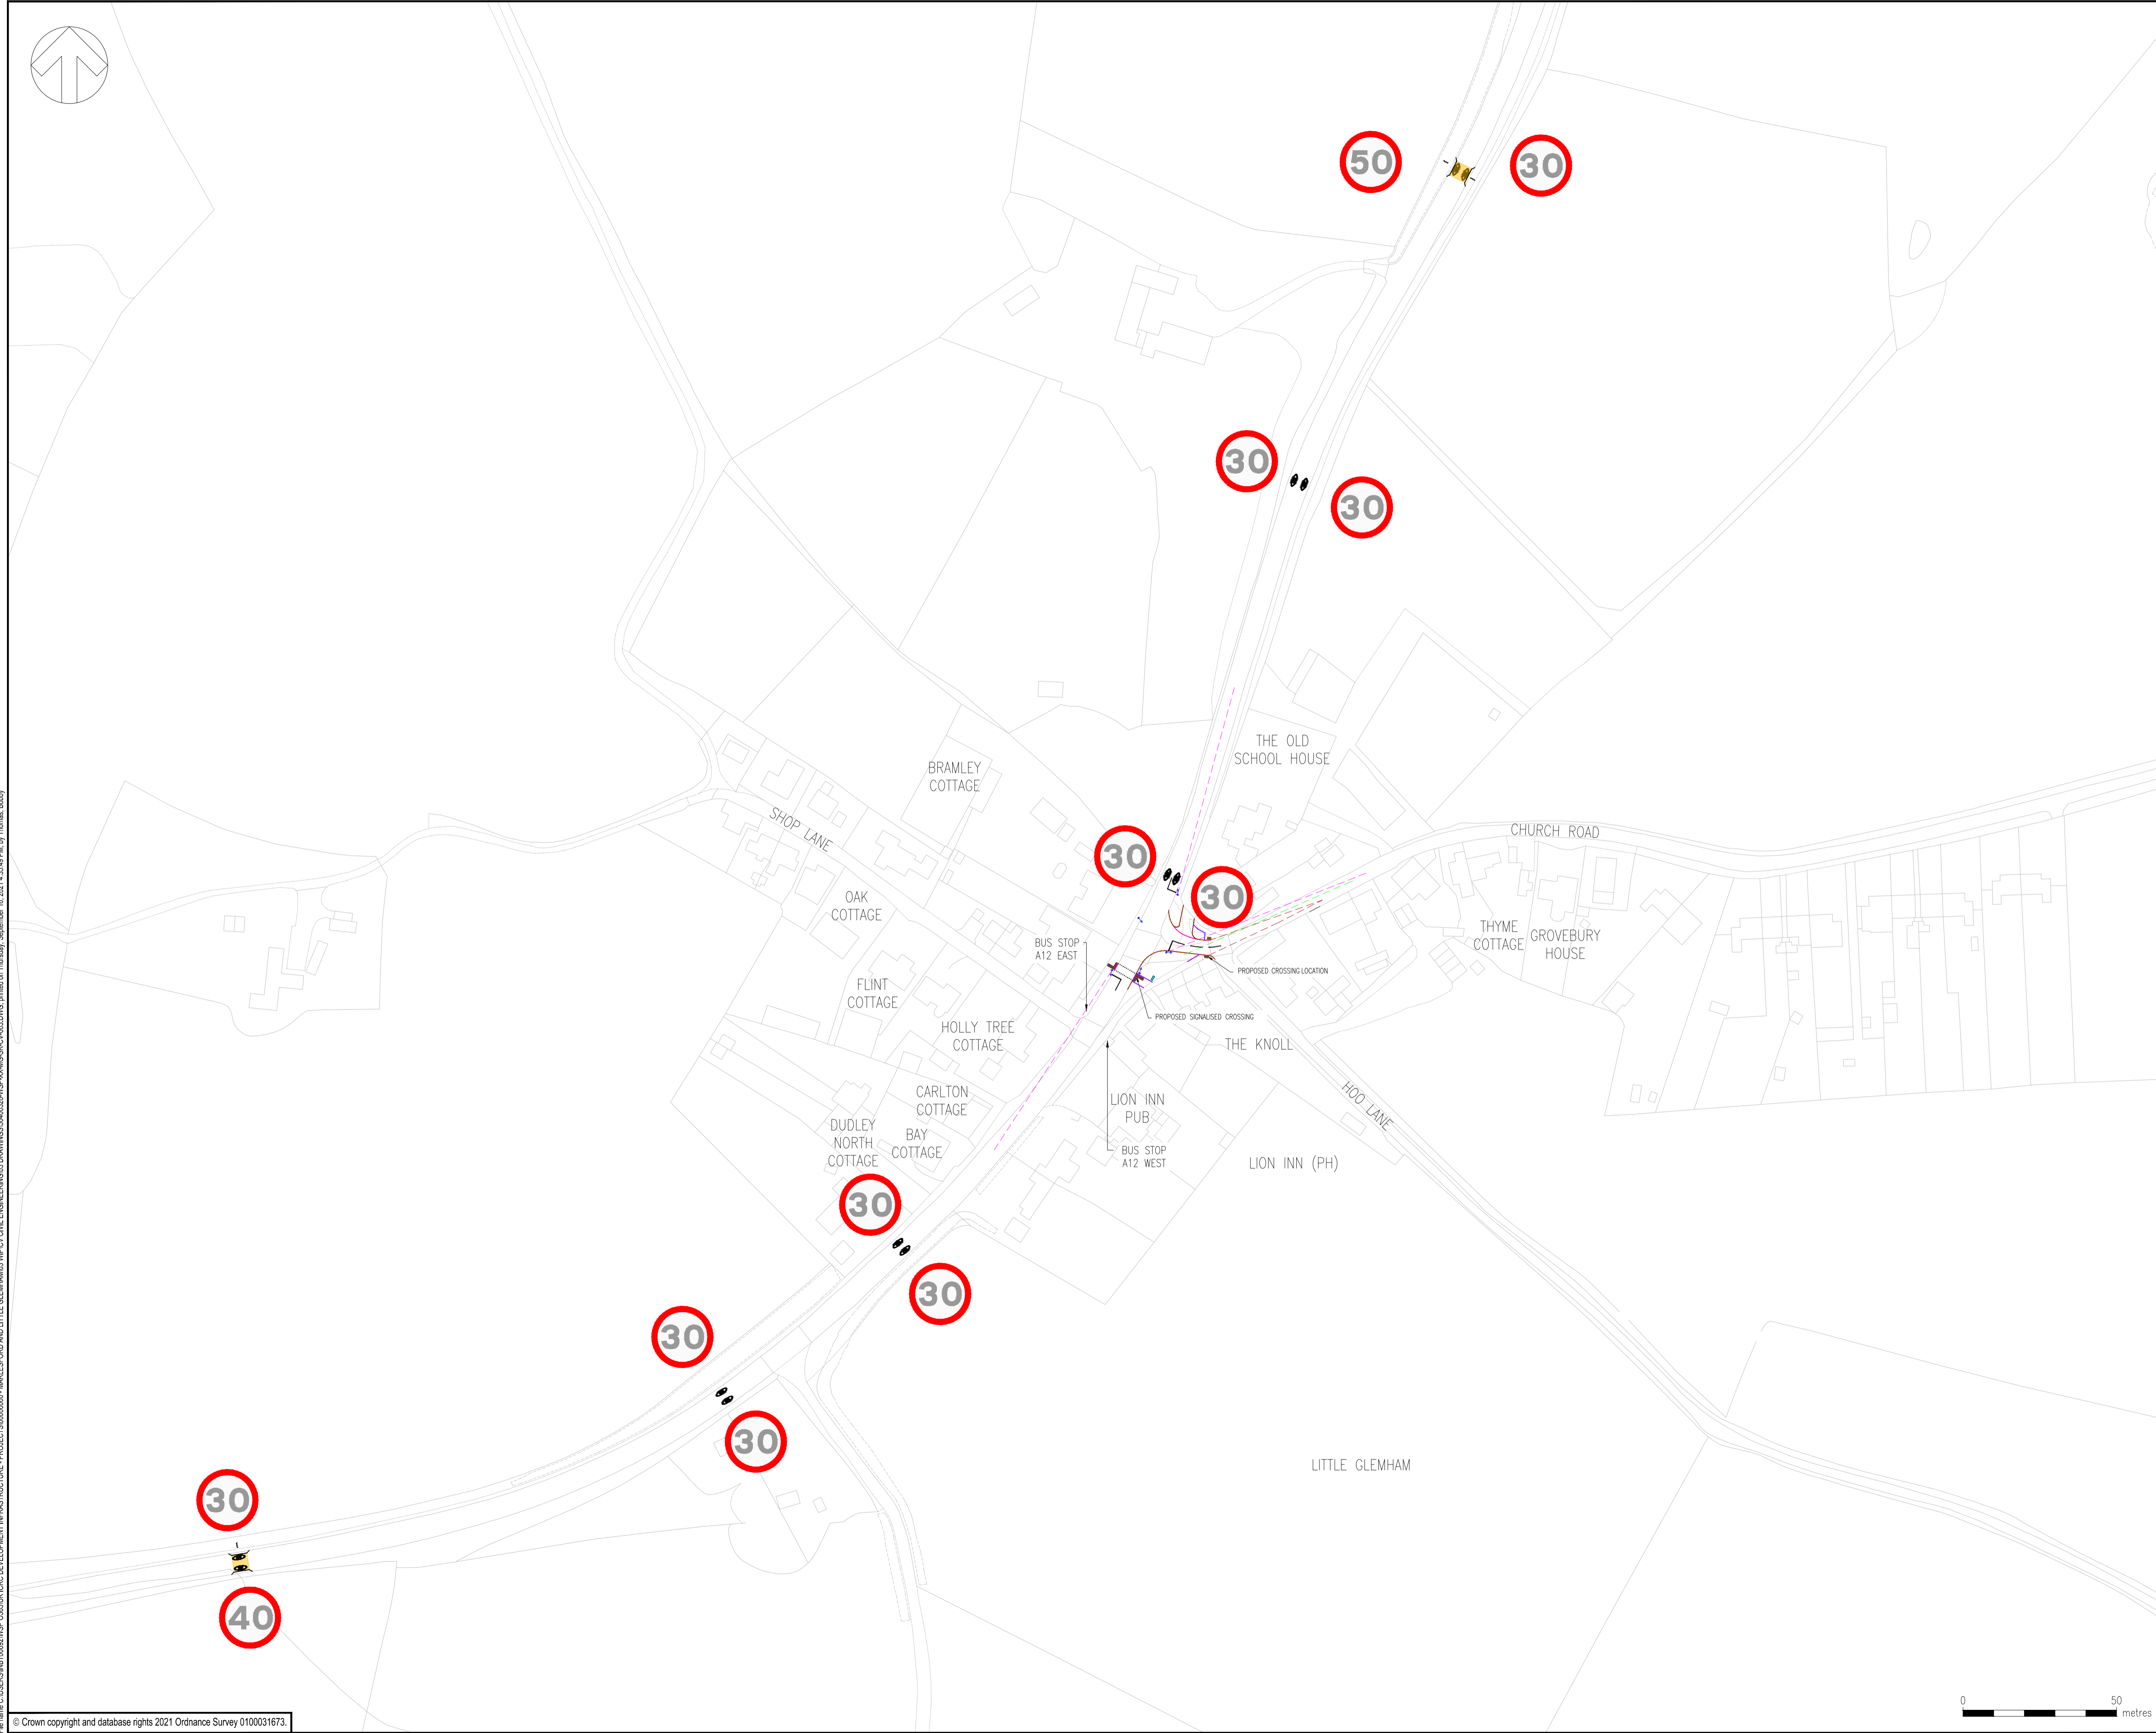 50
30
30
30
THE OLD
SCHOOL HOUSE
BRAMLEY
COTTAGE
SHOP LANE
CHURCH ROAD
30
30
OAK
COTTAGE
THYME
COTTAGE
GROVEBURY
HOUSE
BUS STOP
A12 EAST
PROPOSED CROSSING LOCATION
FLINT
COTTAGE
PROPOSED SIGNALISED CROSSING
HOLLY TREE
COTTAGE
THE KNOLL
HOO LANE
CARLTON
COTTAGE
LION INN
PUB
DUDLEY
NORTH
COTTAGE
BAY
COTTAGE
BUS STOP
A12 WEST
LION INN (PH)
30
30
30
30
LITTLE GLEMHAM
30
40
0
50
metres
© Crown copyright and database rights 2021 Ordnance Survey 0100031673.